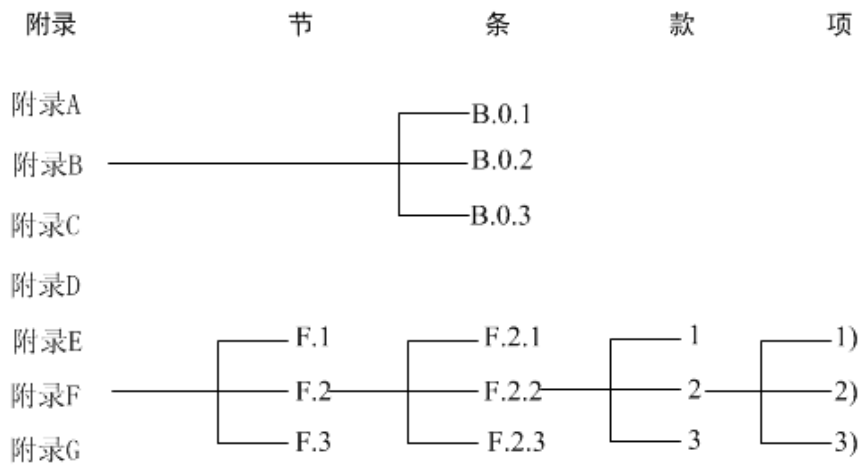 附录 节 条 款 项
附录A
B.0.1
附录B B.0.2
附录C B.0.3
附录D
附录E F.1 F.2.1 1 1)
附录F F.2 F.2.2 2 2)
附录G F.3 F.2.3 3 3)